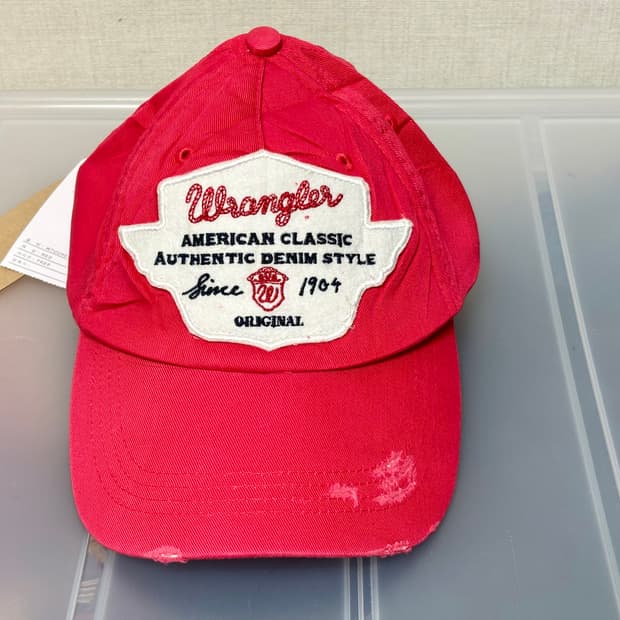 Wrangler
AMERICAN CLASSIC
AUTHENTIC DENIM STYLE
Since W 1904
ORIGINAL